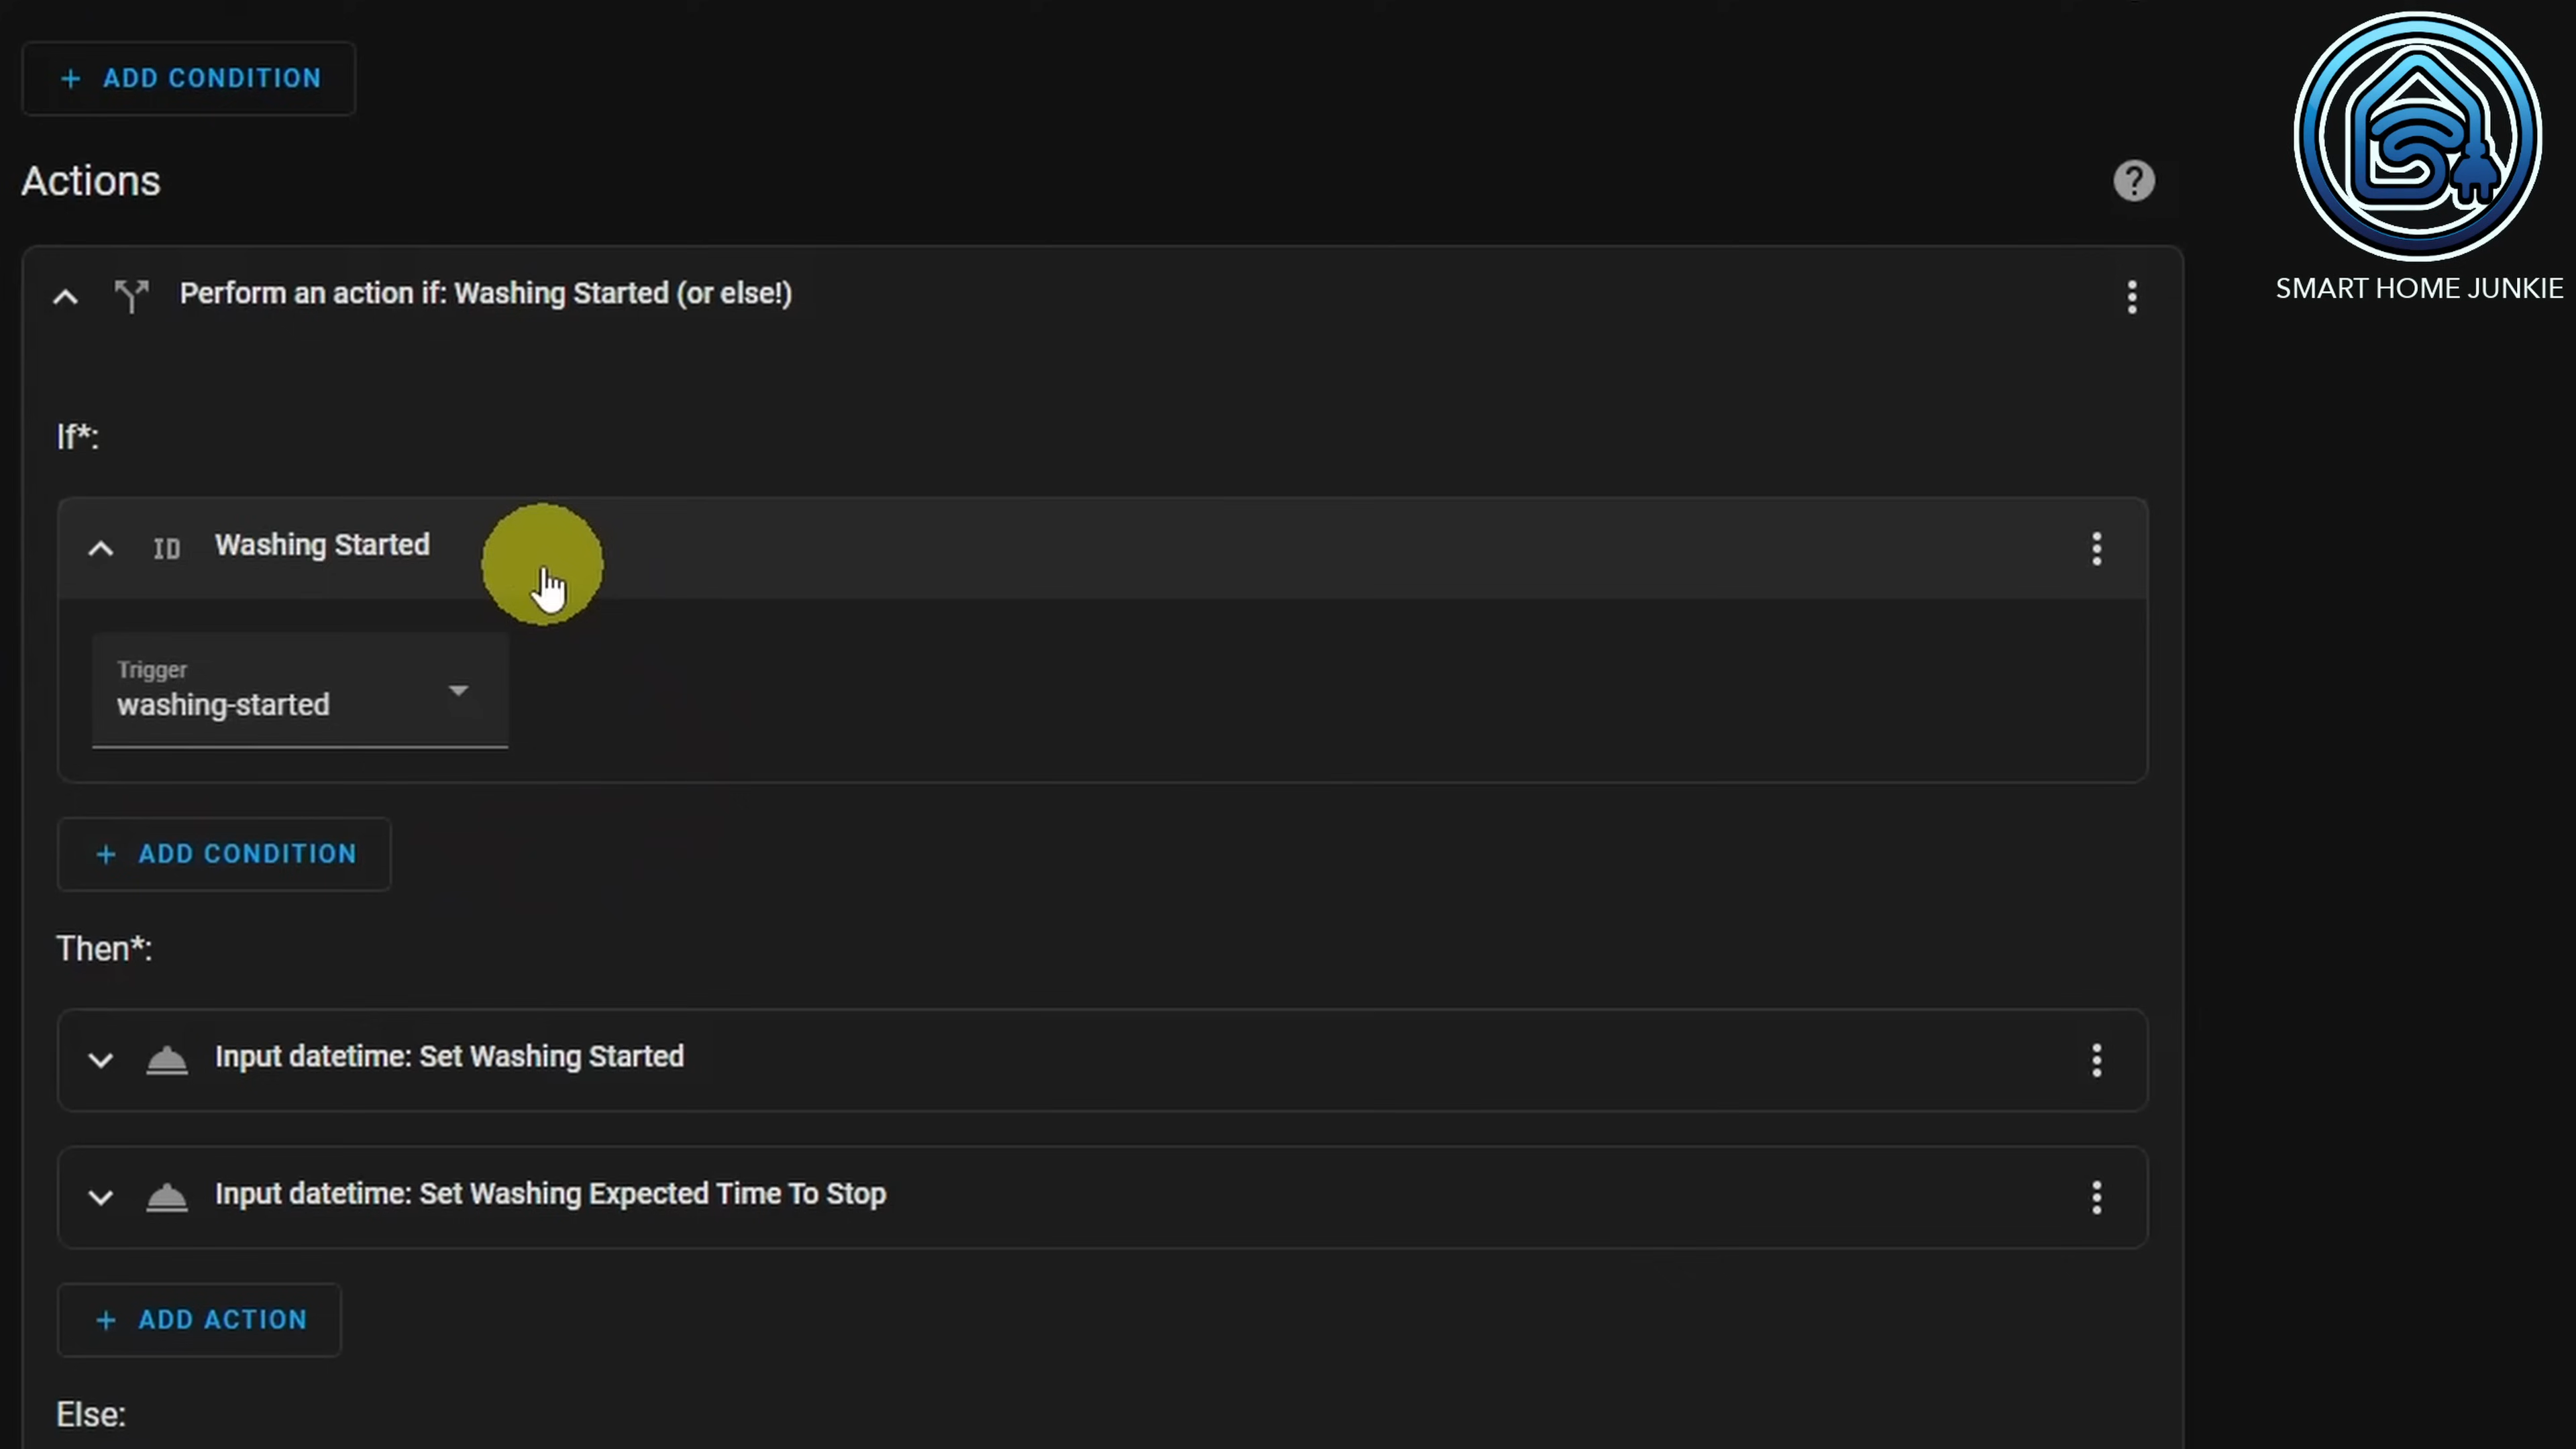 + ADD CONDITION
Actions
?
Perform an action if: Washing Started (or else!)
SMART HOME JUNKIE
If*:
ID Washing Started
Trigger
washing-started
+ ADD CONDITION
Then*:
Input datetime: Set Washing Started
Input datetime: Set Washing Expected Time To Stop
+ ADD ACTION
Else: